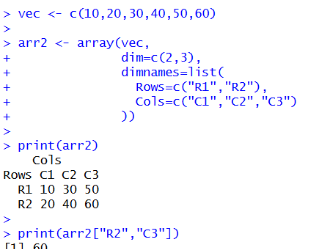 > vec <- c(10,20,30,40,50,60)
>
> arr2 <- array(vec,
+               dim=c(2,3),
+               dimnames=list(
+                 Rows=c("R1","R2"),
+                 Cols=c("C1","C2","C3")
+               ))
>
> print(arr2)
    Cols
Rows C1 C2 C3
  R1 10 30 50
  R2 20 40 60
>
> print(arr2["R2","C3"])
[1] 60